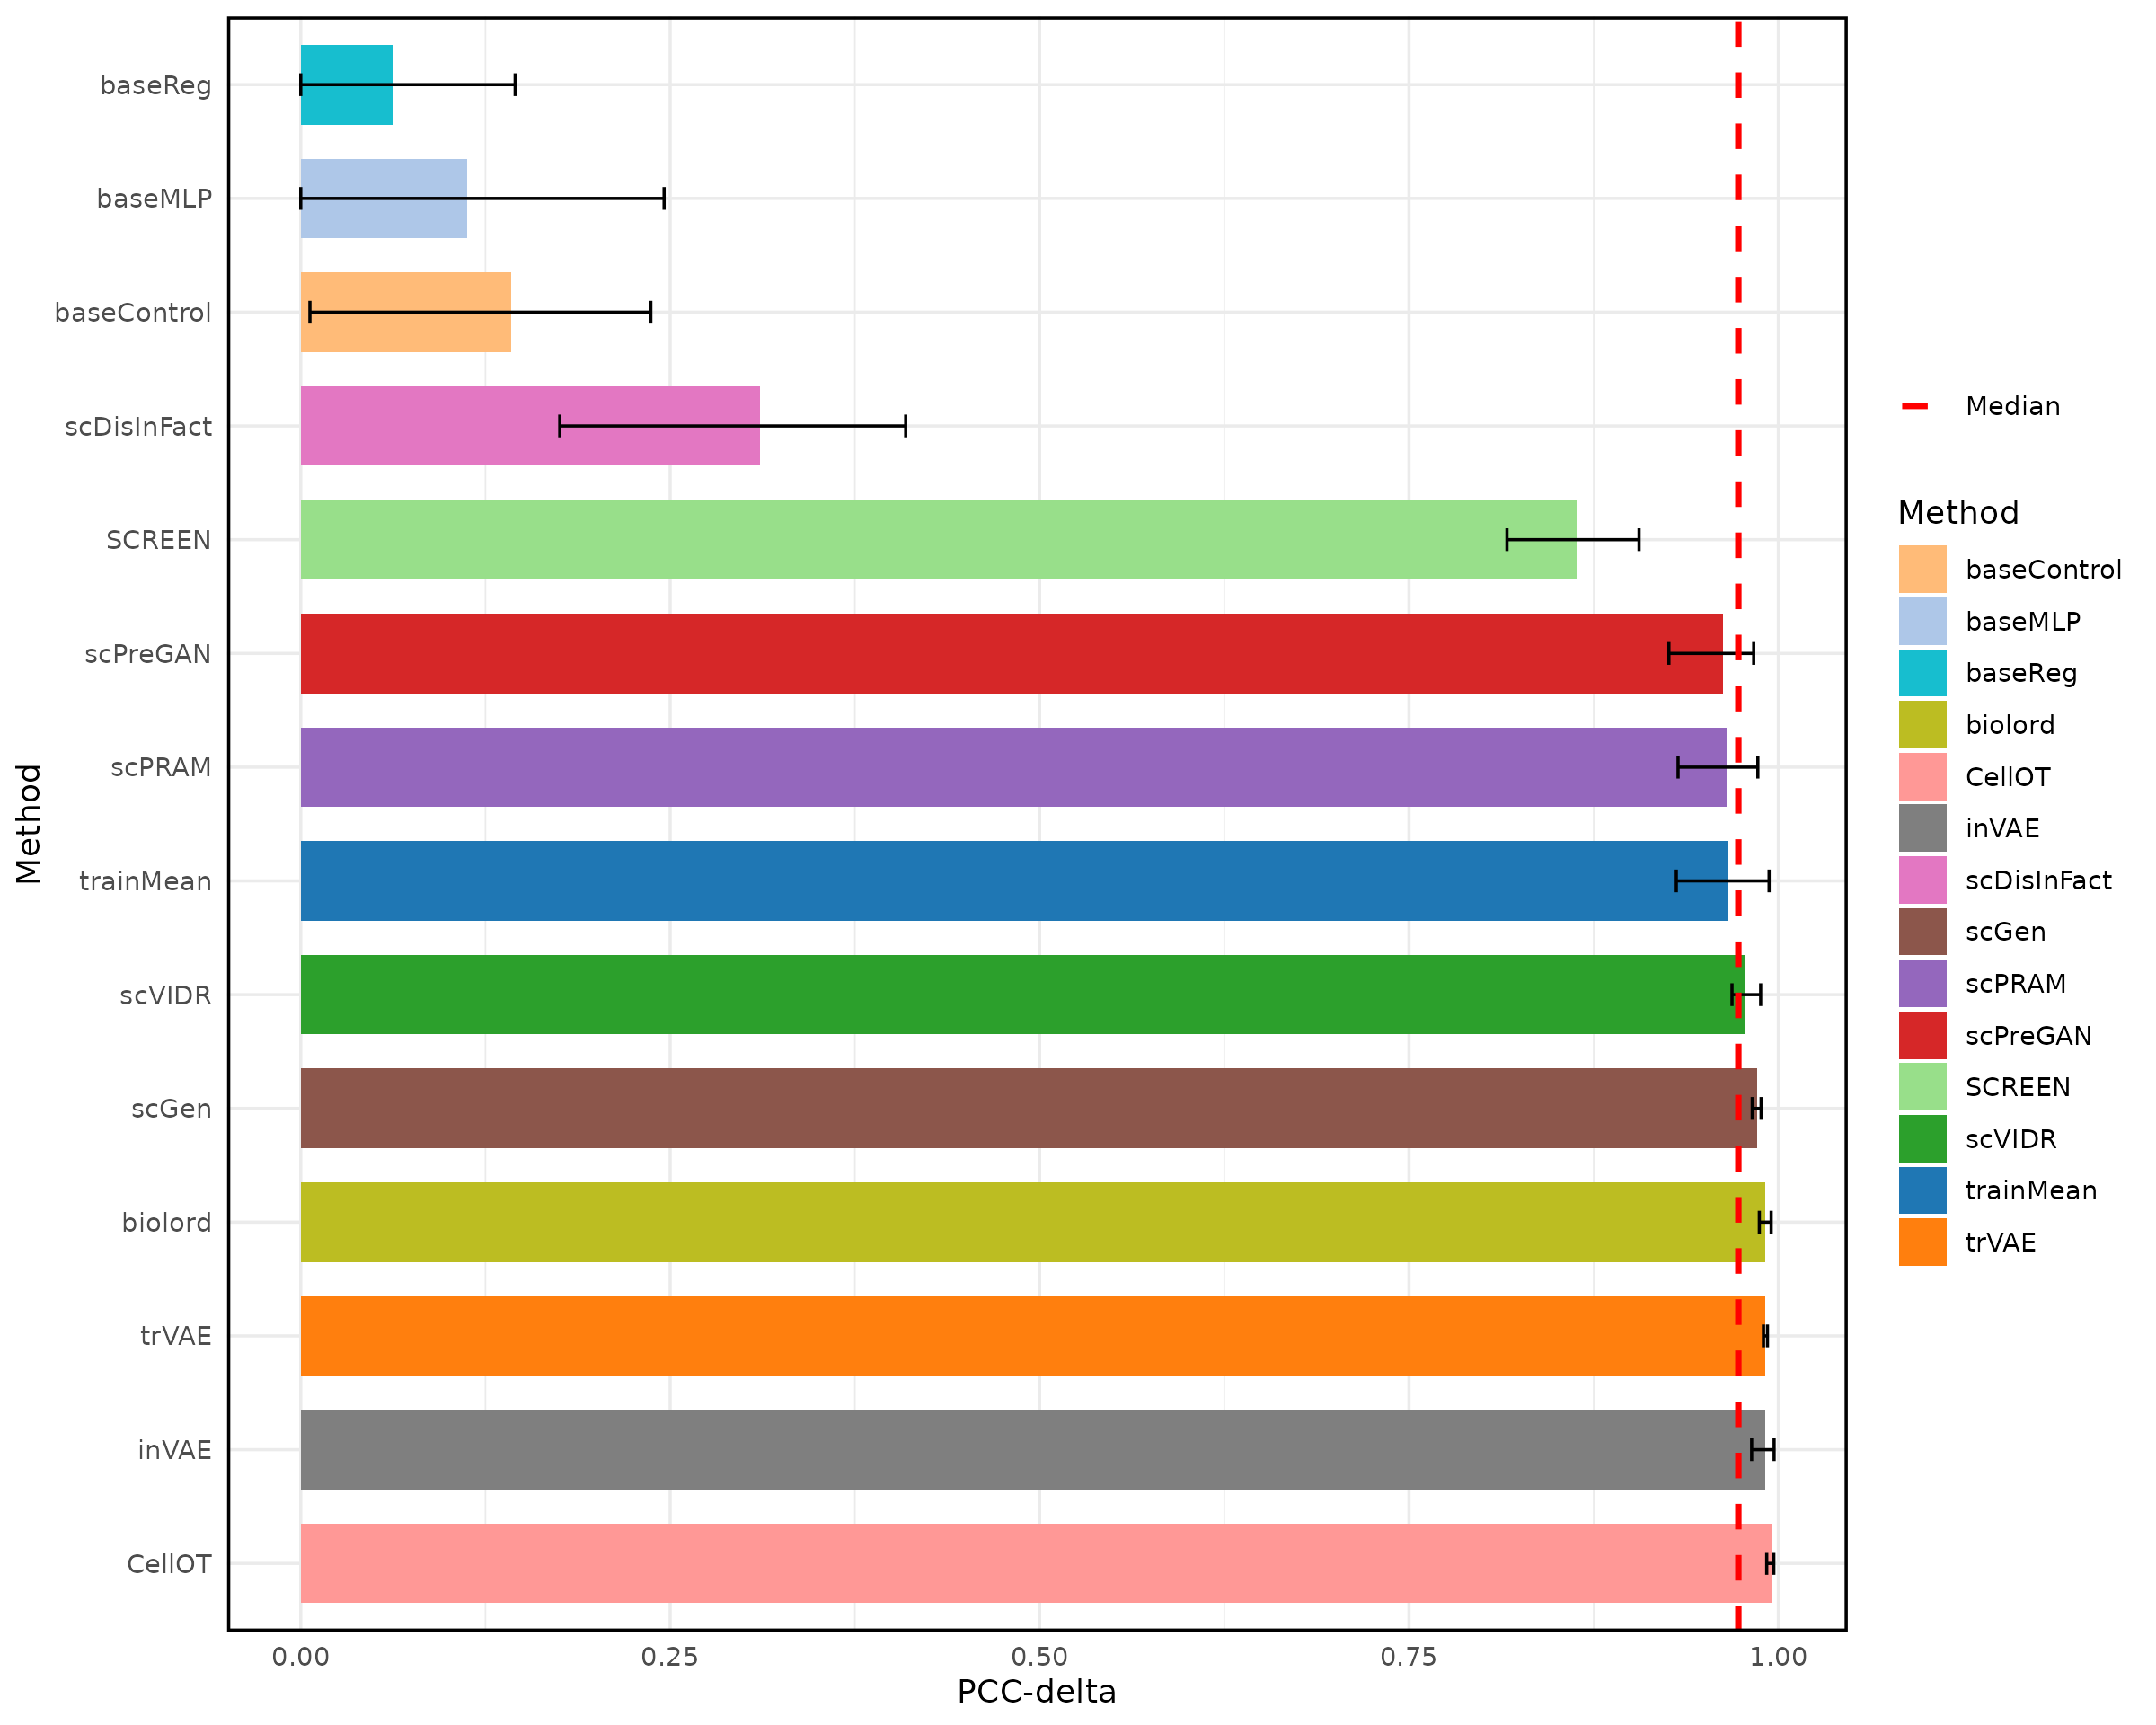 baseReg
baseMLP
baseControl
scDisInFact
SCREEN
scPreGAN
scPRAM
trainMean
scVIDR
scGen
biolord
trVAE
inVAE
CellOT
Method
0.00 0.25 0.50 0.75 1.00
PCC-delta
Median
Method
baseControl
baseMLP
baseReg
biolord
CellOT
inVAE
scDisInFact
scGen
scPRAM
scPreGAN
SCREEN
scVIDR
trainMean
trVAE